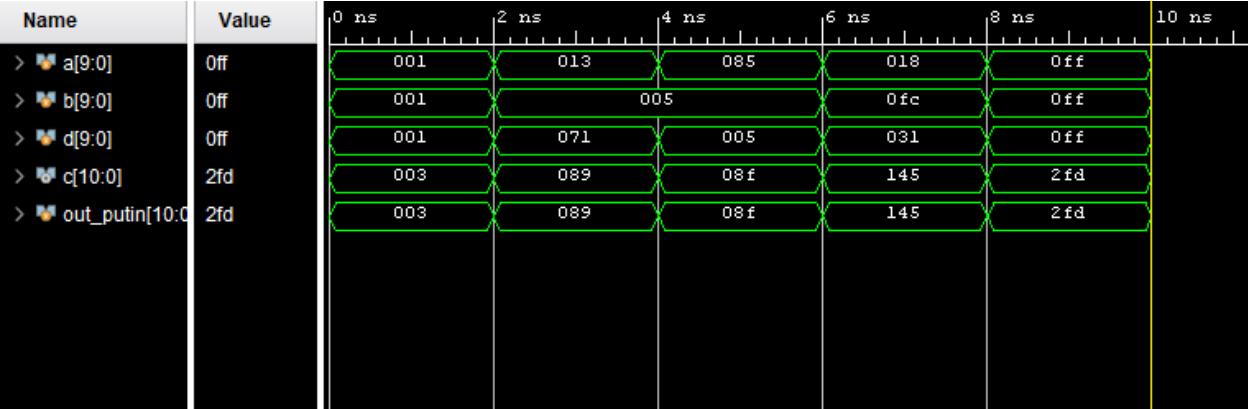 Name Value 0 ns 2 ns 4 ns 6 ns 8 ns 10 ns
> a[9:0] 0ff 001 013 085 018 0ff
> b[9:0] 0ff 001 005 0fc 0ff
> d[9:0] 0ff 001 071 005 031 0ff
> c[10:0] 2fd 003 089 08f 145 2fd
> out_putin[10:0 2fd 003 089 08f 145 2fd